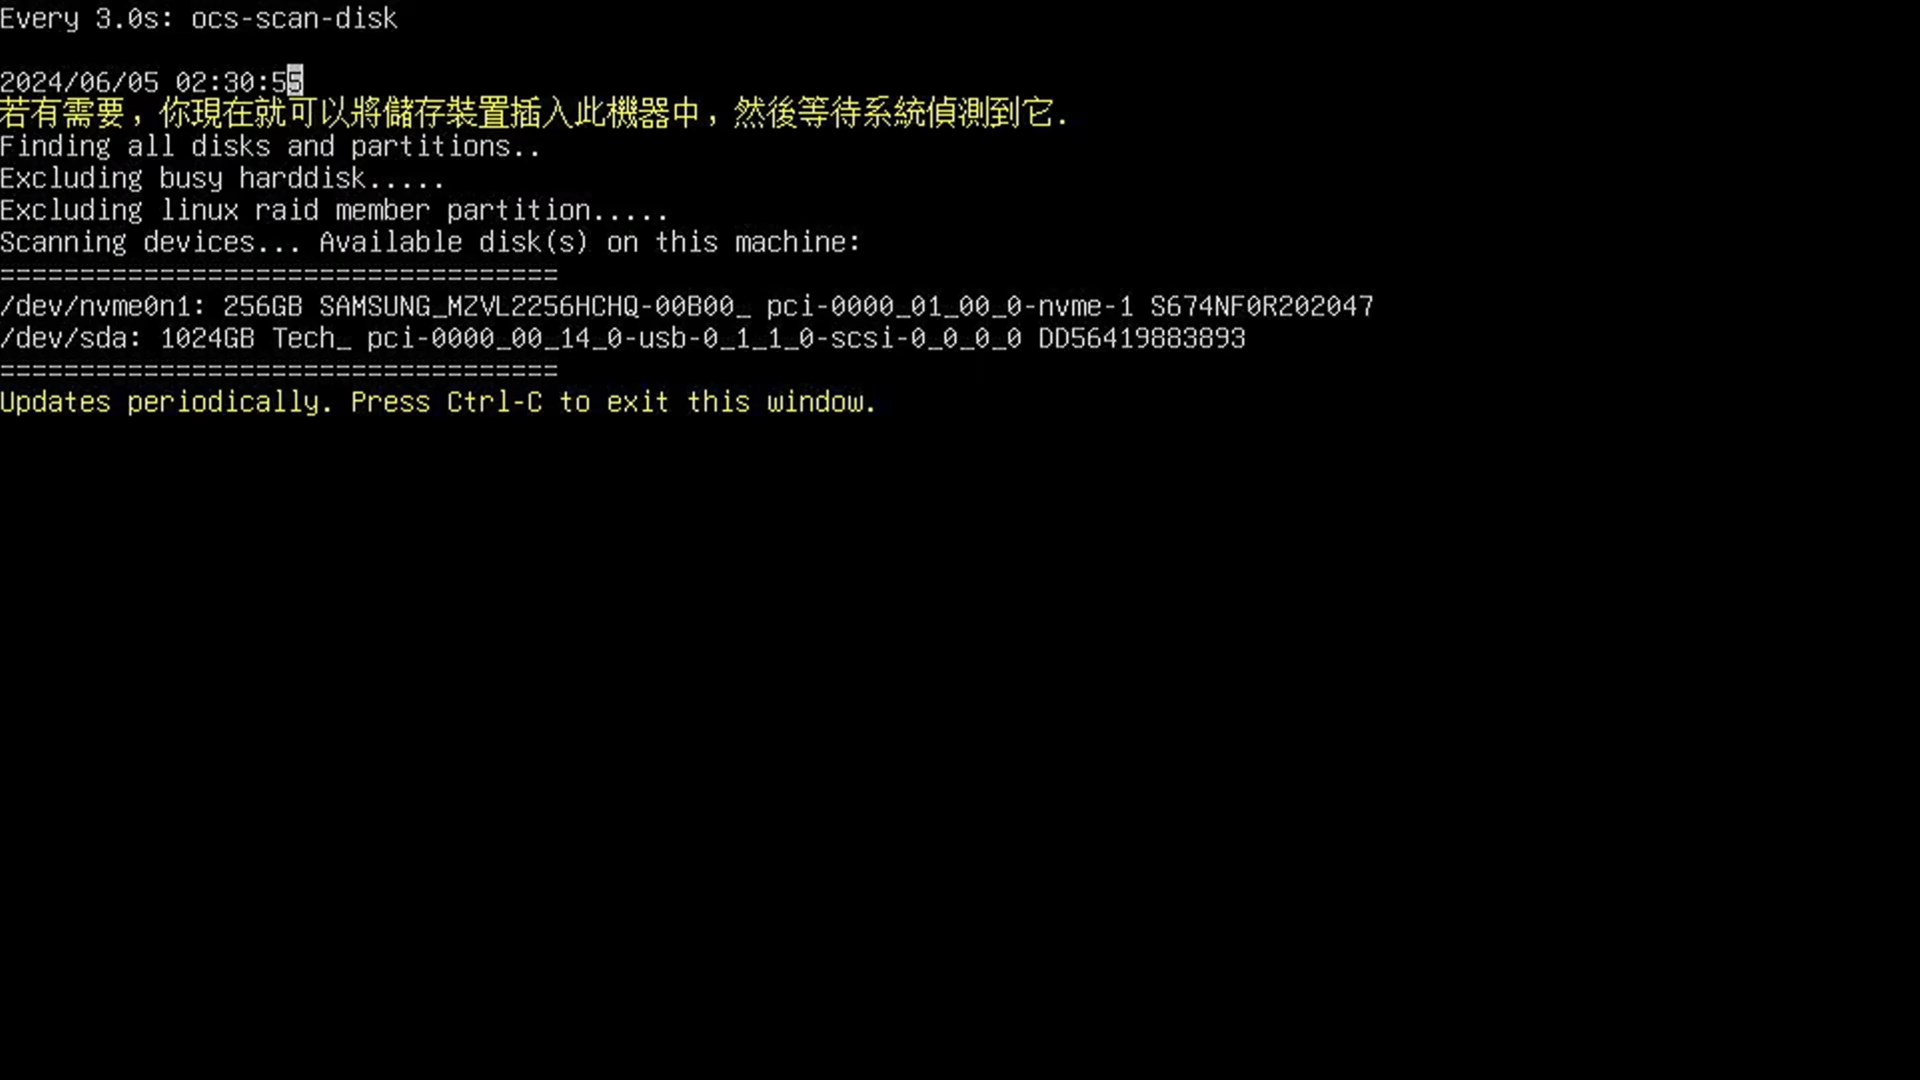 Every 3.0s: ocs-scan-disk
2024/06/05 02:30:55
若有需要，你現在就可以將儲存裝置插入此機器中，然後等待系統偵測到它.
Finding all disks and partitions..
Excluding busy harddisk.....
Excluding linux raid member partition.....
Scanning devices... Available disk(s) on this machine:
===================================
/dev/nvme0n1: 256GB SAMSUNG_MZVL2256HCHQ-00B00_ pci-0000_01_00_0-nvme-1 S674NF0R202047
/dev/sda: 1024GB Tech_ pci-0000_00_14_0-usb-0_1_1_0-scsi-0_0_0_0 DD56419883893
===================================
Updates periodically. Press Ctrl-C to exit this window.